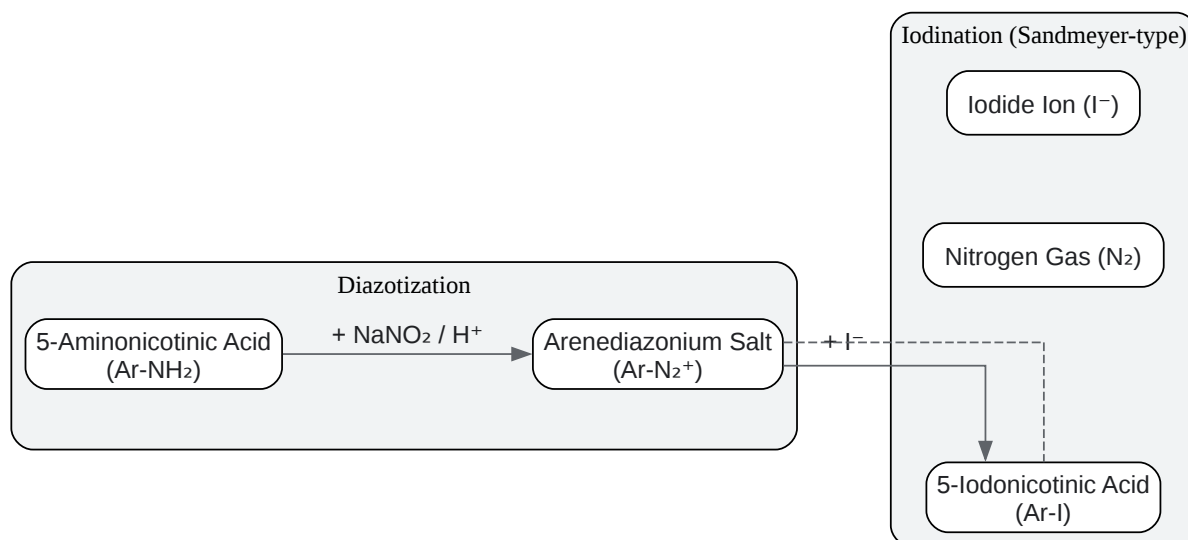 Iodination (Sandmeyer-type)
Iodide Ion (I⁻)
Nitrogen Gas (N₂)
Diazotization
5-Aminonicotinic Acid
(Ar-NH₂)
+ NaNO₂ / H⁺
Arenediazonium Salt
(Ar-N₂⁺)
+ I⁻
5-Iodonicotinic Acid
(Ar-I)